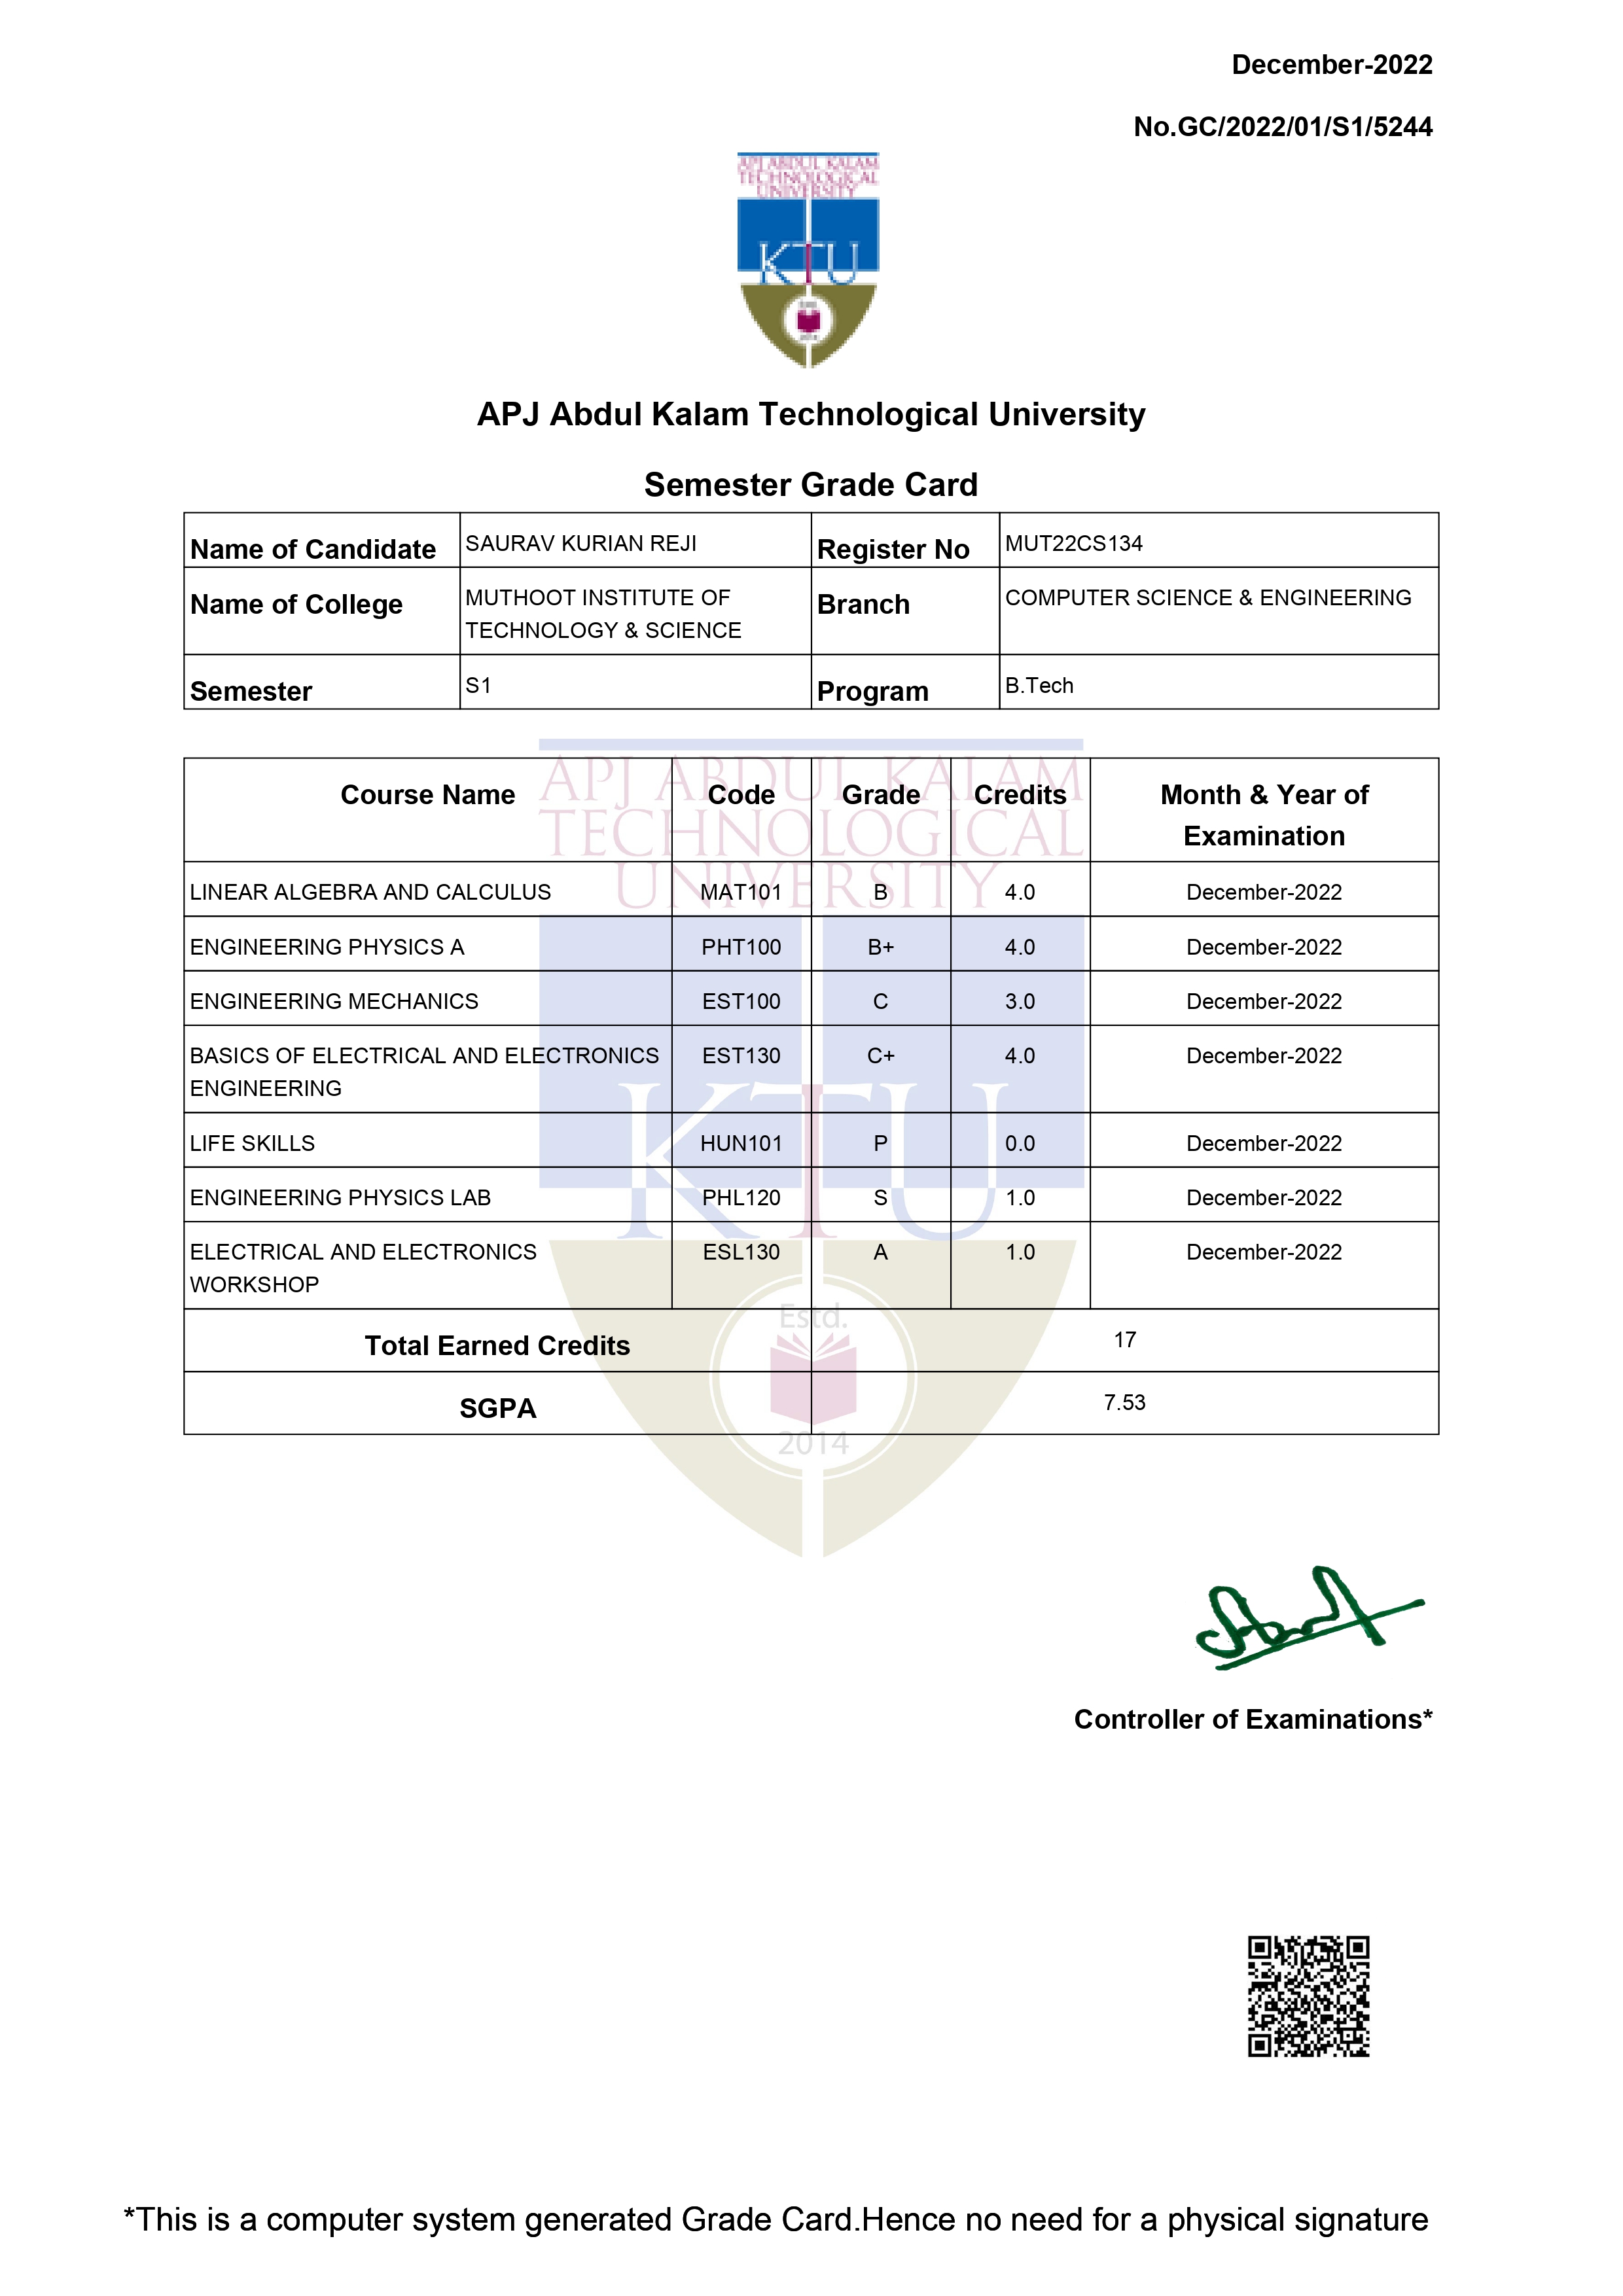 December-2022
No.GC/2022/01/S1/5244
APJ ABDUL KALAM
TECHNOLOGICAL
UNIVERSITY
KTU
APJ Abdul Kalam Technological University
Semester Grade Card
Name of Candidate SAURAV KURIAN REJI Register No MUT22CS134
Name of College MUTHOOT INSTITUTE OF Branch COMPUTER SCIENCE & ENGINEERING
TECHNOLOGY & SCIENCE
Semester S1 Program B.Tech
APJ ABDUL KALAM
TECHNOLOGICAL
UNIVERSITY
KTU
Estd.
2014
Course Name Code Grade Credits Month & Year of
Examination
LINEAR ALGEBRA AND CALCULUS MAT101 B 4.0 December-2022
ENGINEERING PHYSICS A PHT100 B+ 4.0 December-2022
ENGINEERING MECHANICS EST100 C 3.0 December-2022
BASICS OF ELECTRICAL AND ELECTRONICS EST130 C+ 4.0 December-2022
ENGINEERING
LIFE SKILLS HUN101 P 0.0 December-2022
ENGINEERING PHYSICS LAB PHL120 S 1.0 December-2022
ELECTRICAL AND ELECTRONICS ESL130 A 1.0 December-2022
WORKSHOP
Total Earned Credits 17
SGPA 7.53
Controller of Examinations*
*This is a computer system generated Grade Card.Hence no need for a physical signature